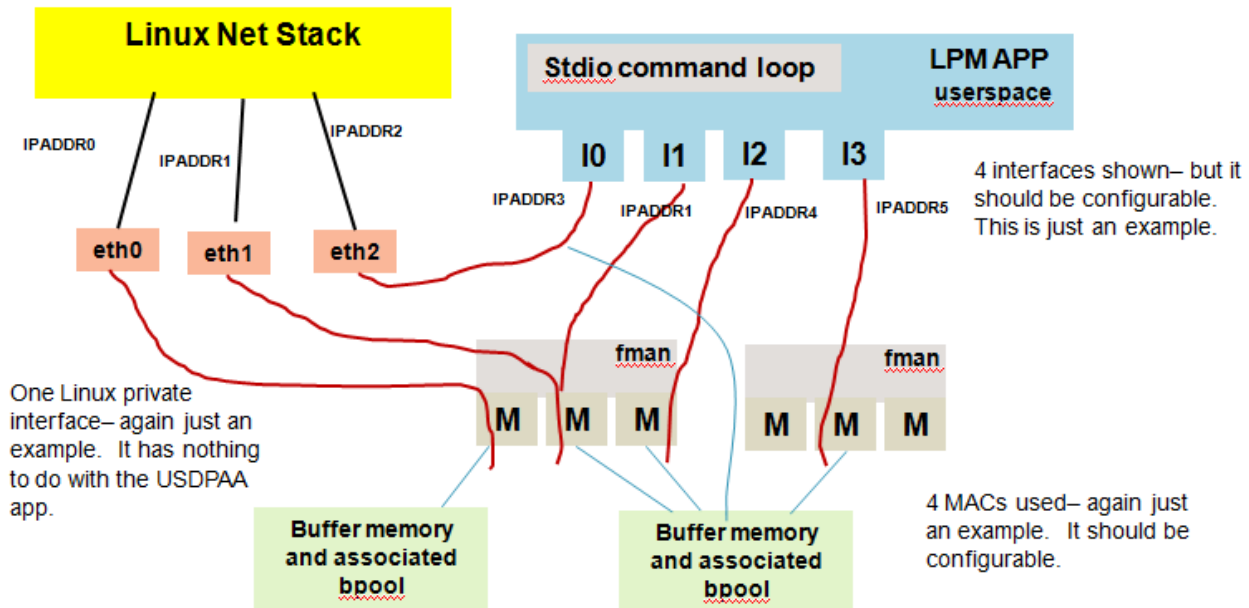 Linux Net Stack
Stdio command loop
LPM APP
userspace
IPADDR0
IPADDR1
IPADDR2
I0
I1
I2
I3
IPADDR3
IPADDR1
IPADDR4
IPADDR5
4 interfaces shown– but it
should be configurable.
This is just an example.
eth0
eth1
eth2
fman
fman
M
M
M
M
M
M
One Linux private
interface– again just an
example.  It has nothing
to do with the USDPAA
app.
Buffer memory
and associated
bpool
Buffer memory
and associated
bpool
4 MACs used– again just
an example.  It should be
configurable.